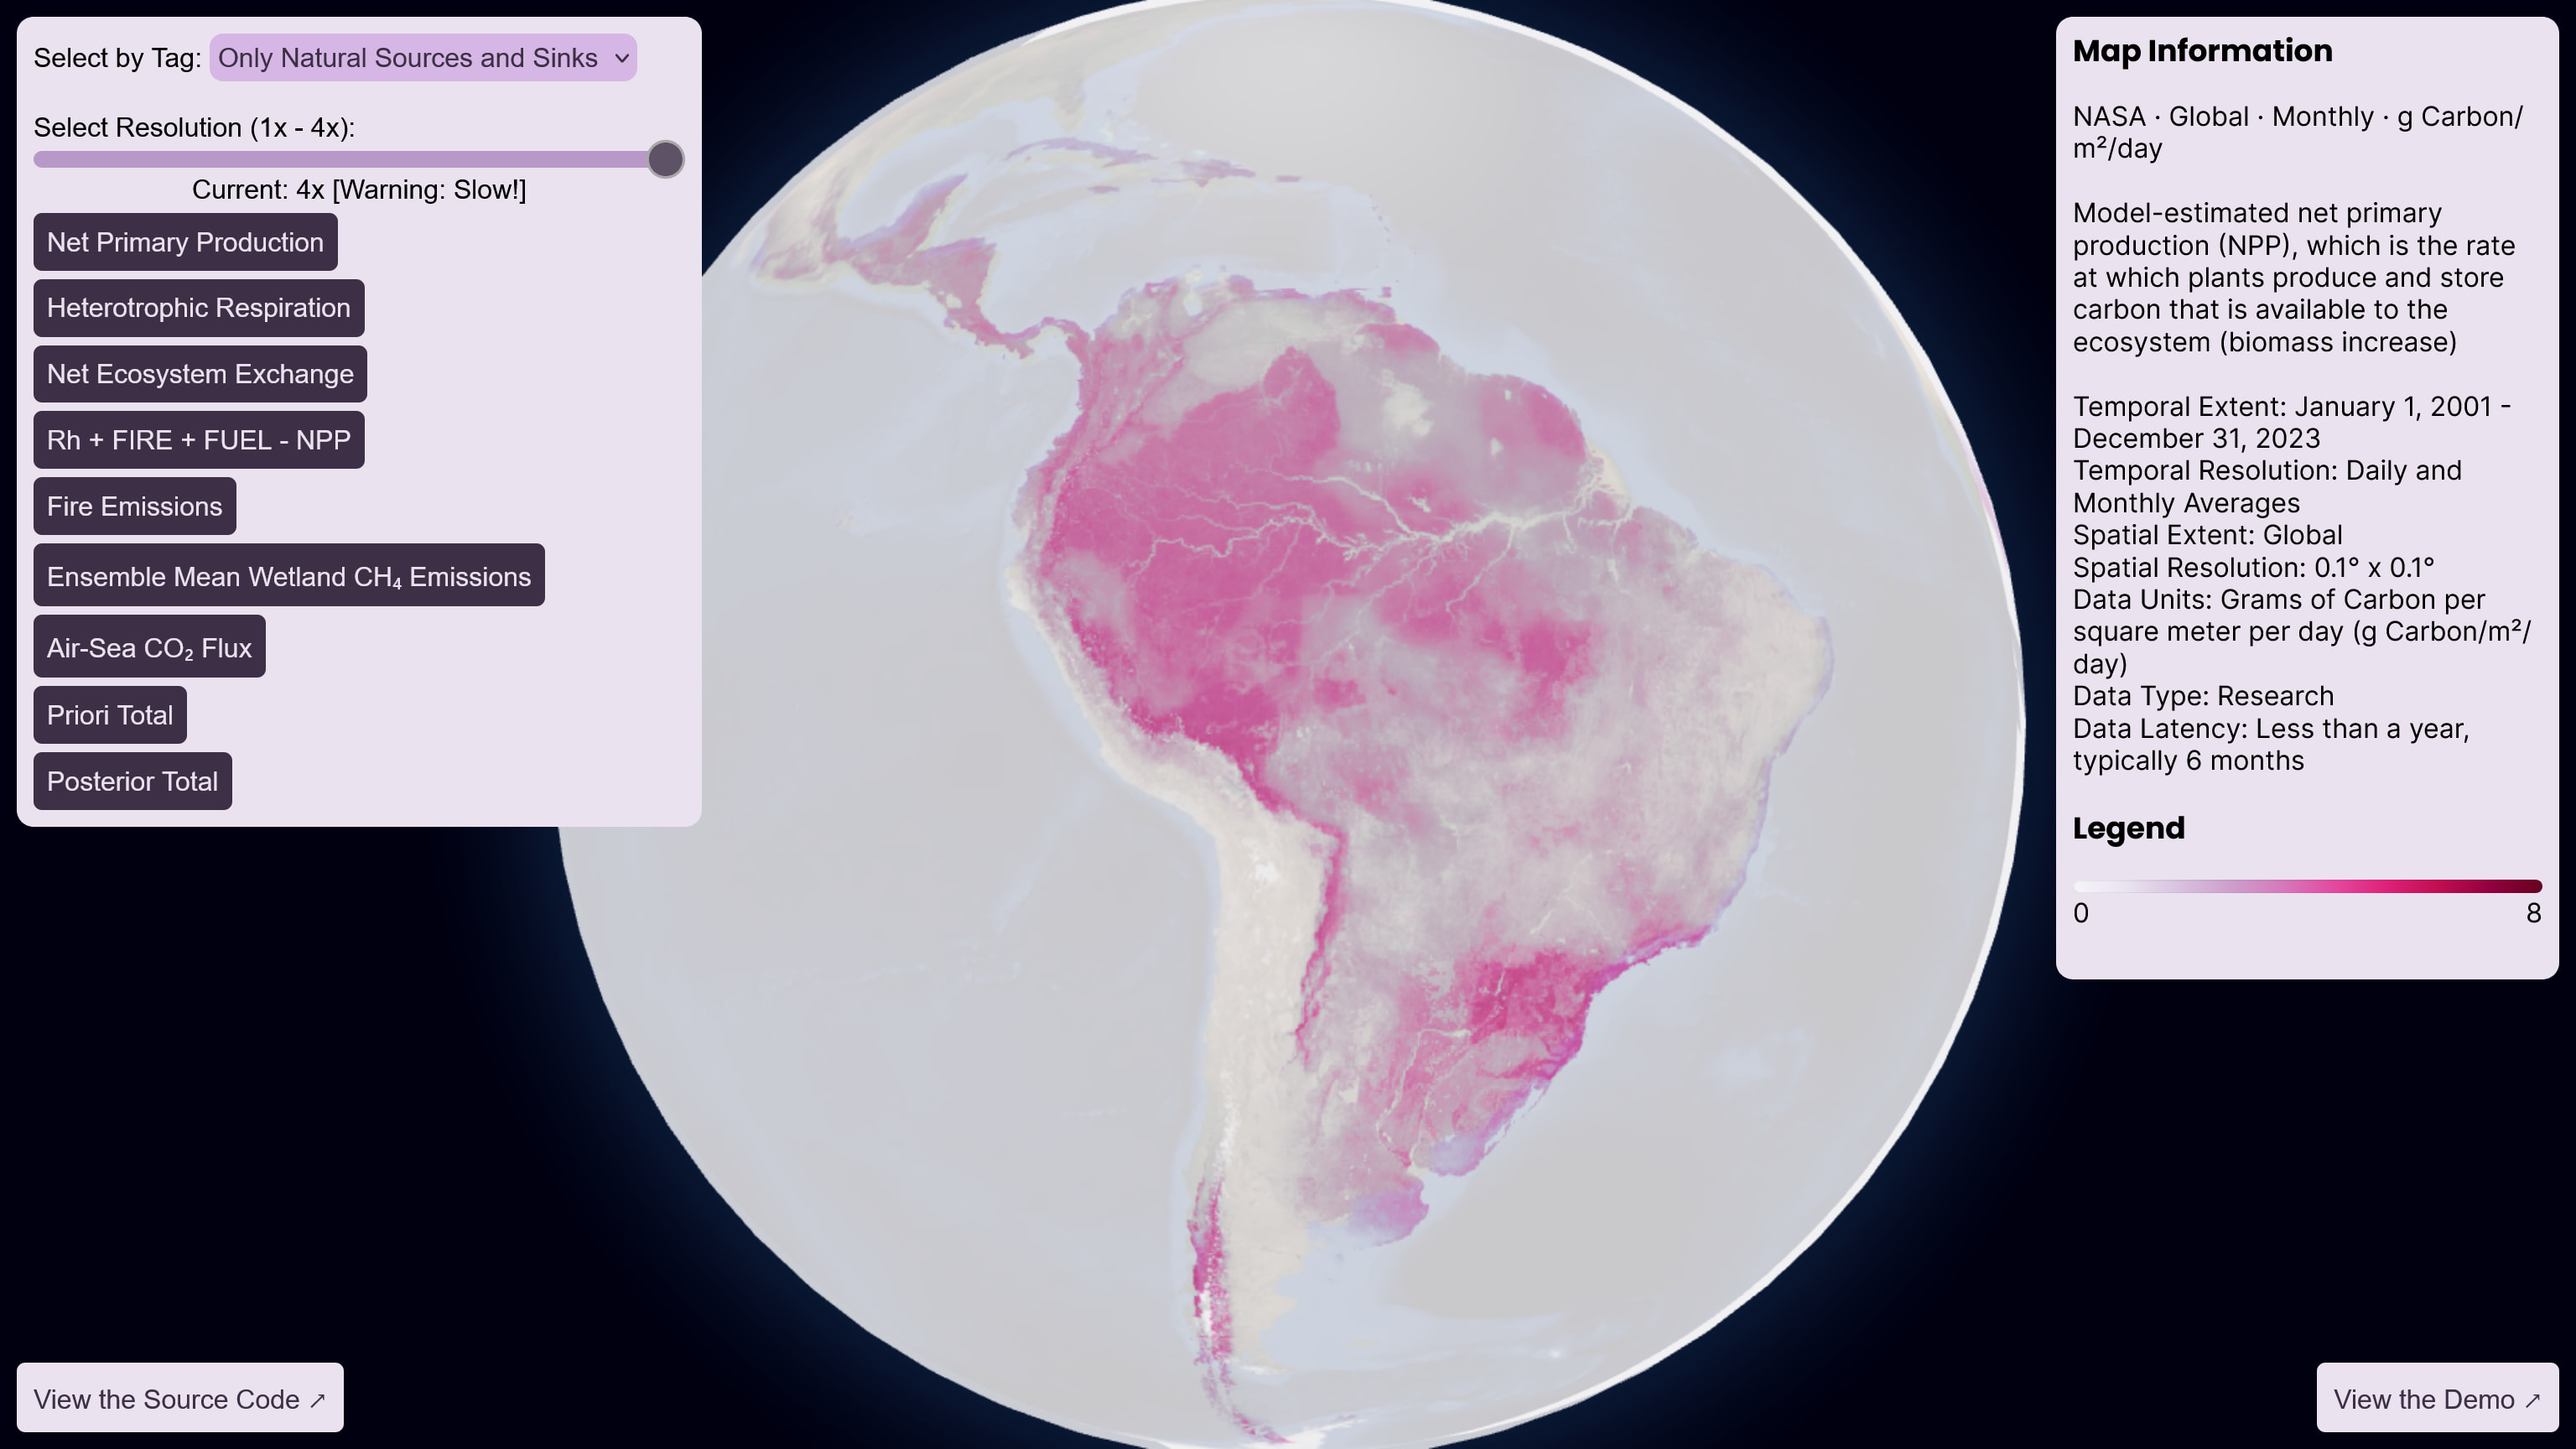 Select by Tag: Only Natural Sources and Sinks
Select Resolution (1x - 4x):
Current: 4x [Warning: Slow!]
Net Primary Production
Heterotrophic Respiration
Net Ecosystem Exchange
Rh + FIRE + FUEL - NPP
Fire Emissions
Ensemble Mean Wetland CH₄ Emissions
Air-Sea CO₂ Flux
Priori Total
Posterior Total
View the Source Code ↗
Map Information
NASA · Global · Monthly · g Carbon/
m²/day
Model-estimated net primary
production (NPP), which is the rate
at which plants produce and store
carbon that is available to the
ecosystem (biomass increase)
Temporal Extent: January 1, 2001 -
December 31, 2023
Temporal Resolution: Daily and
Monthly Averages
Spatial Extent: Global
Spatial Resolution: 0.1° x 0.1°
Data Units: Grams of Carbon per
square meter per day (g Carbon/m²/
day)
Data Type: Research
Data Latency: Less than a year,
typically 6 months
Legend
0 8
View the Demo ↗